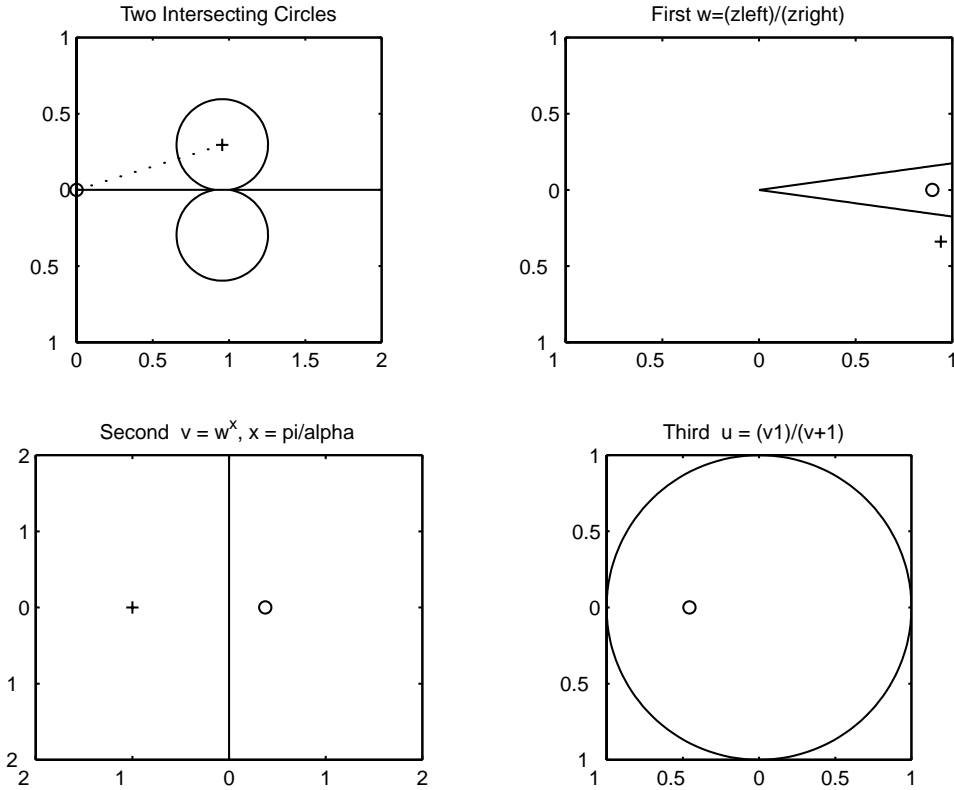 Two Intersecting Circles
1
0.5
0
0.5
1
0 0.5 1 1.5 2
First w=(zleft)/(zright)
1
0.5
0
0.5
1
1 0.5 0 0.5 1
Second v = w^x, x = pi/alpha
2
1
0
1
2
2 1 0 1 2
Third u = (v1)/(v+1)
1
0.5
0
0.5
1
1 0.5 0 0.5 1